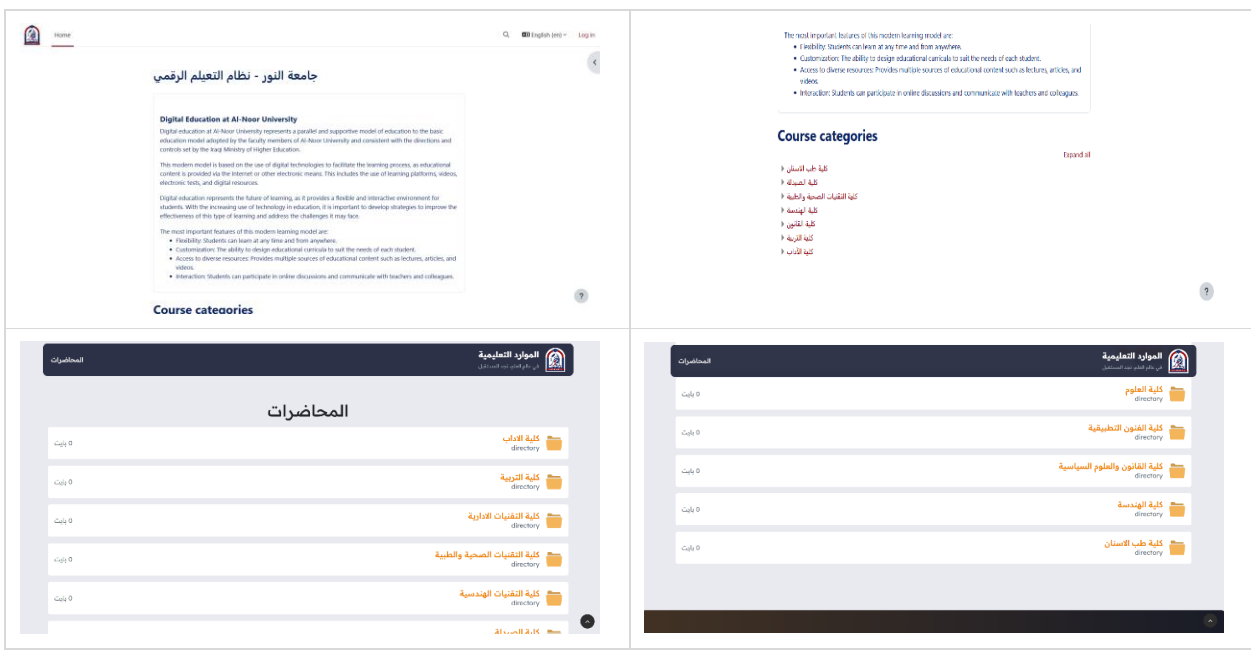 Home
English (en)
Log in
جامعة النور - نظام التعيلم الرقمي
Digital Education at Al-Noor University
Digital education at Al-Noor University represents a parallel and supportive model of education to the basic
education model adopted by the faculty members of Al-Noor University and consistent with the directions and
controls set by the Iraqi Ministry of Higher Education.
This modern model is based on the use of digital technologies to facilitate the learning process, as educational
content is provided via the Internet or other electronic means. This includes the use of learning platforms, videos,
electronic tests, and digital resources.
Digital education represents the future of learning, as it provides a flexible and interactive environment for
students. With the increasing use of technology in education, it is important to develop strategies to improve the
effectiveness of this type of learning and address the challenges it may face.
The most important features of this modern learning model are:
Flexibility: Students can learn at any time and from anywhere.
Customization: The ability to design educational curricula to suit the needs of each student.
Access to diverse resources: Provides multiple sources of educational content such as lectures, articles, and
videos.
Interaction: Students can participate in online discussions and communicate with teachers and colleagues.
Course categories
?
The most important features of this modern learning model are:
Flexibility: Students can learn at any time and from anywhere.
Customization: The ability to design educational curricula to suit the needs of each student.
Access to diverse resources: Provides multiple sources of educational content such as lectures, articles, and
videos.
Interaction: Students can participate in online discussions and communicate with teachers and colleagues.
Course categories
Expand all
كلية طب الاسنان
كلية الصيدلة
كلية التقنيات الصحية والطبية
كلية الهندسة
كلية القانون
كلية التربية
كلية الآداب
?
الموارد التعليمية
في عالم العلم، نجد المستقبل
المحاضرات
المحاضرات
كلية الاداب
directory
0 بايت
كلية التربية
directory
0 بايت
كلية التقنيات الادارية
directory
0 بايت
كلية التقنيات الصحية والطبية
directory
0 بايت
كلية التقنيات الهندسية
directory
0 بايت
كلية الصيدلة
الموارد التعليمية
في عالم العلم، نجد المستقبل
المحاضرات
كلية العلوم
directory
0 بايت
كلية الفنون التطبيقية
directory
0 بايت
كلية القانون والعلوم السياسية
directory
0 بايت
كلية الهندسة
directory
0 بايت
كلية طب الاسنان
directory
0 بايت